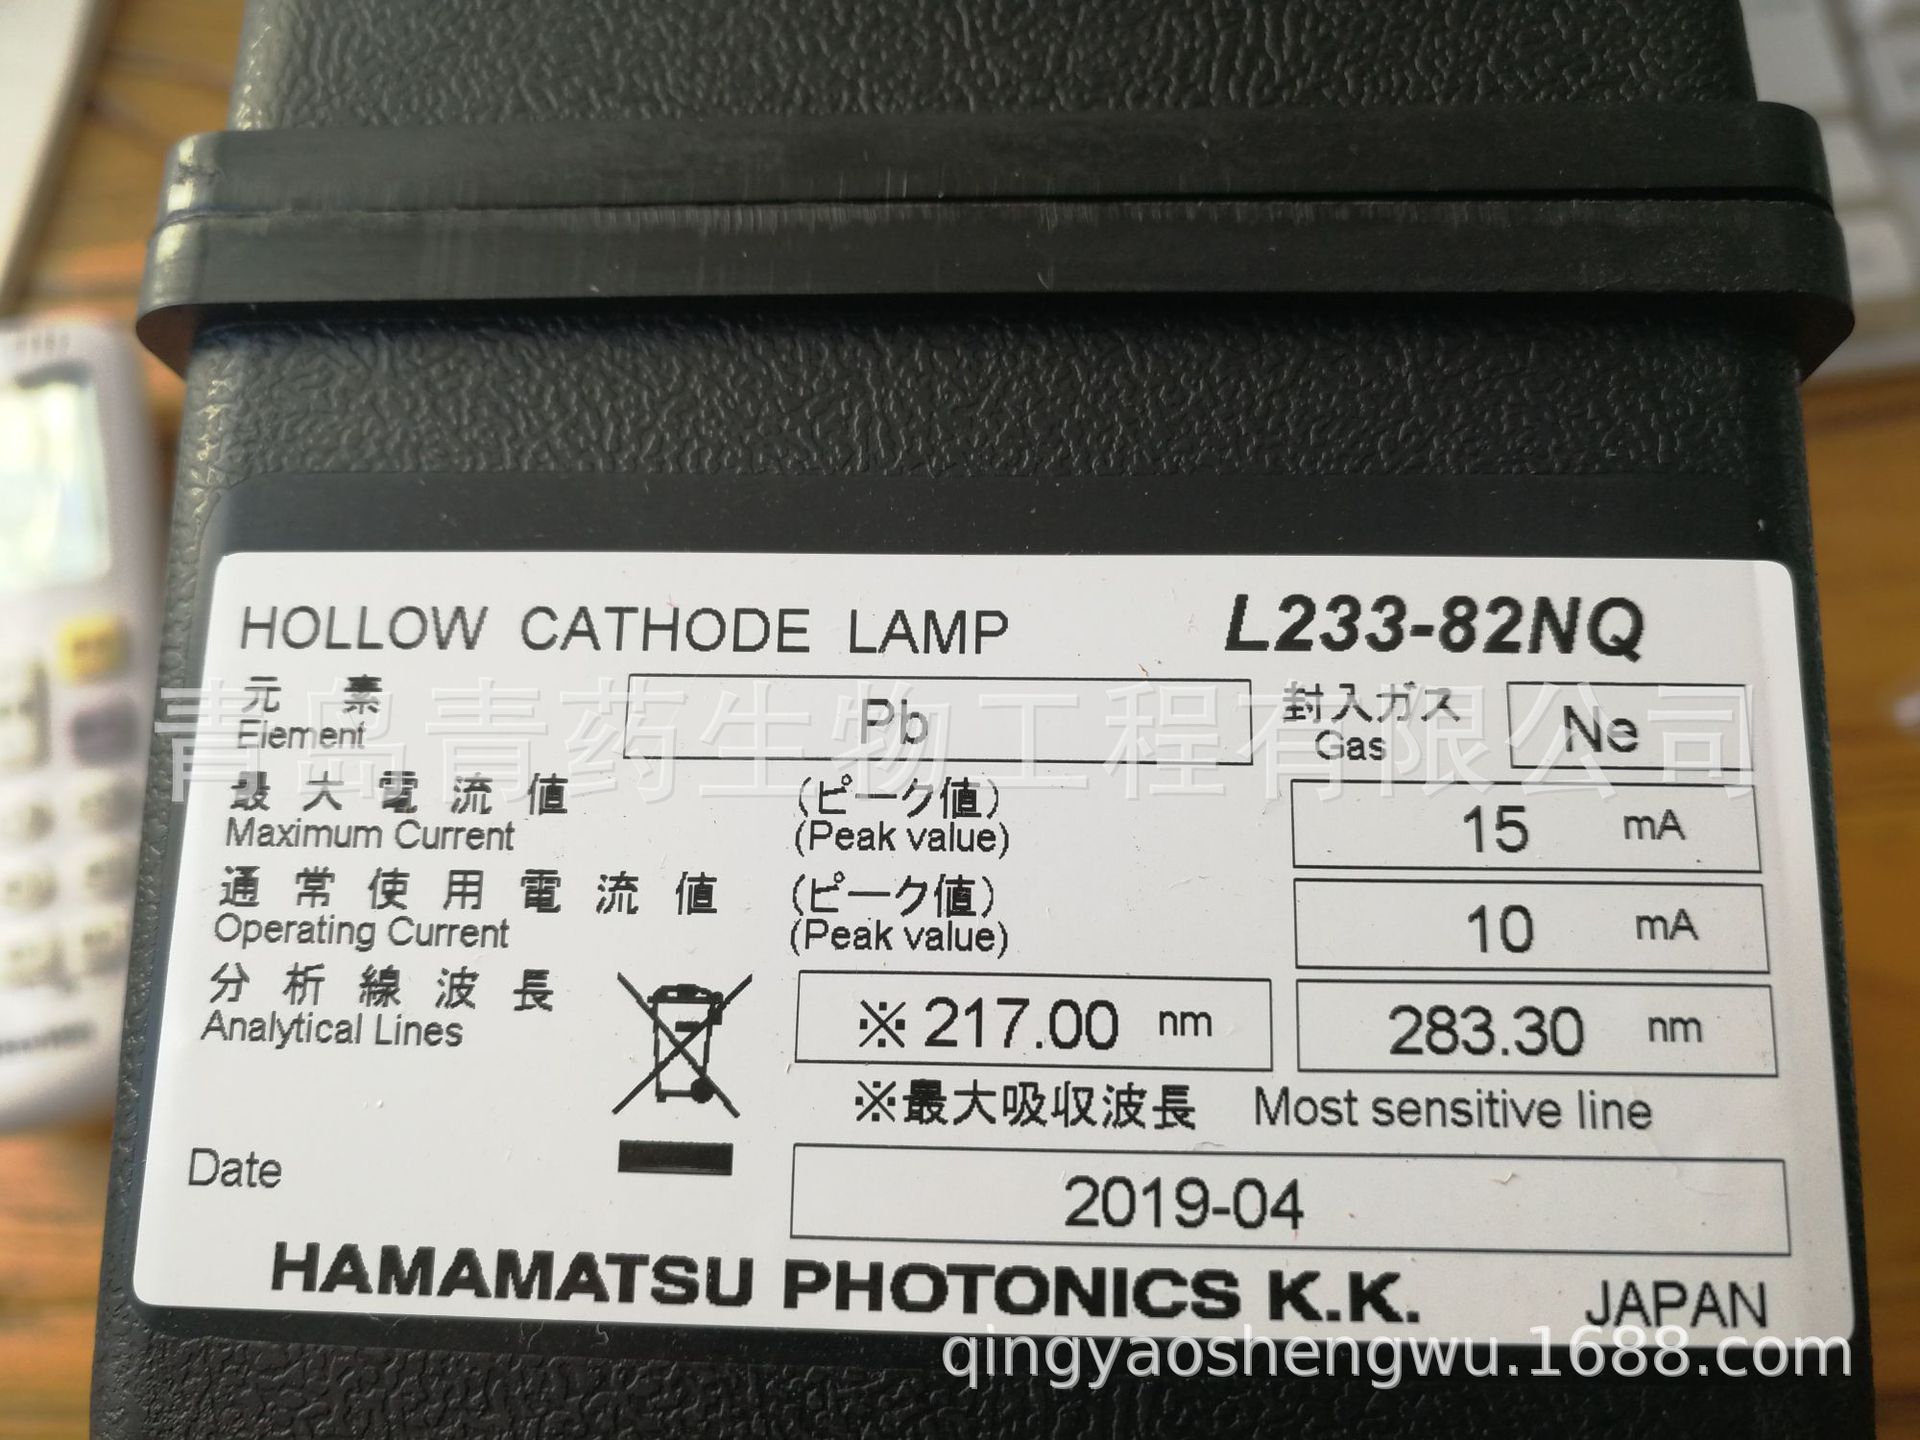 HOLLOW CATHODE LAMP L233-82NQ
元 素 Pb 封入ガス Ne
Element Gas
青岛青药生物工程有限公司
最 大 電 流 値 (ピーク値) 15 mA
Maximum Current (Peak value)
通 常 使 用 電 流 値 (ピーク値) 10 mA
Operating Current (Peak value)
分 析 線 波 長 ※217.00 nm 283.30 nm
Analytical Lines
※最大吸収波長 Most sensitive line
Date 2019-04
HAMAMATSU PHOTONICS K.K. JAPAN
qingyaoshengwu.1688.com